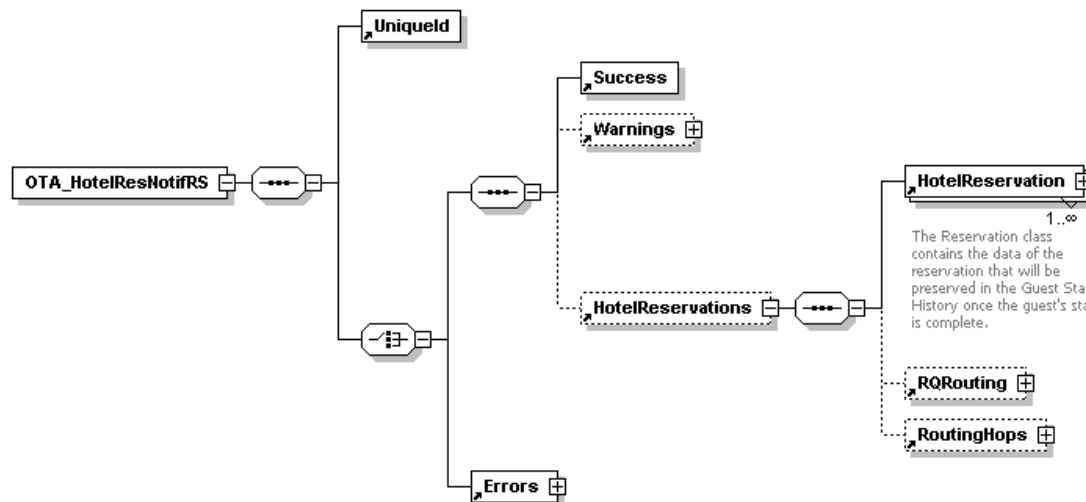 UniqueId
Success
Warnings
OTA_HotelResNotifRS
HotelReservation
1..∞
The Reservation class
contains the data of the
reservation that will be
preserved in the Guest Sta
History once the guest's sta
is complete.
HotelReservations
RQRouting
RoutingHops
Errors